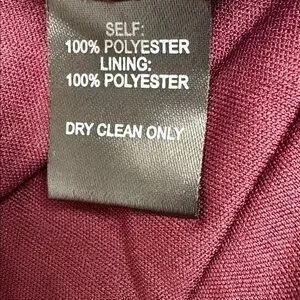 SELF:
100% POLYESTER
LINING:
100% POLYESTER
DRY CLEAN ONLY